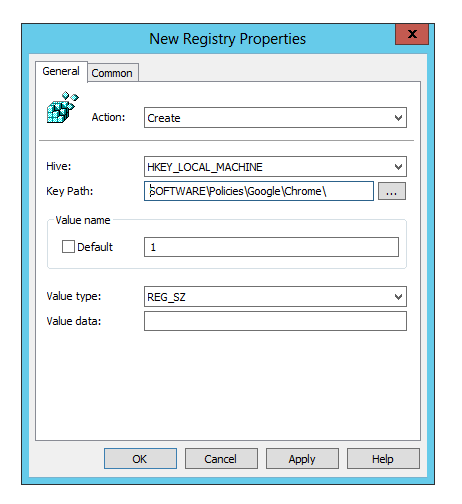 New Registry Properties
x
General Common
Action: Create
Hive: HKEY_LOCAL_MACHINE
Key Path: SOFTWARE\Policies\Google\Chrome\ ...
Value name
Default 1
Value type: REG_SZ
Value data:
OK Cancel Apply Help